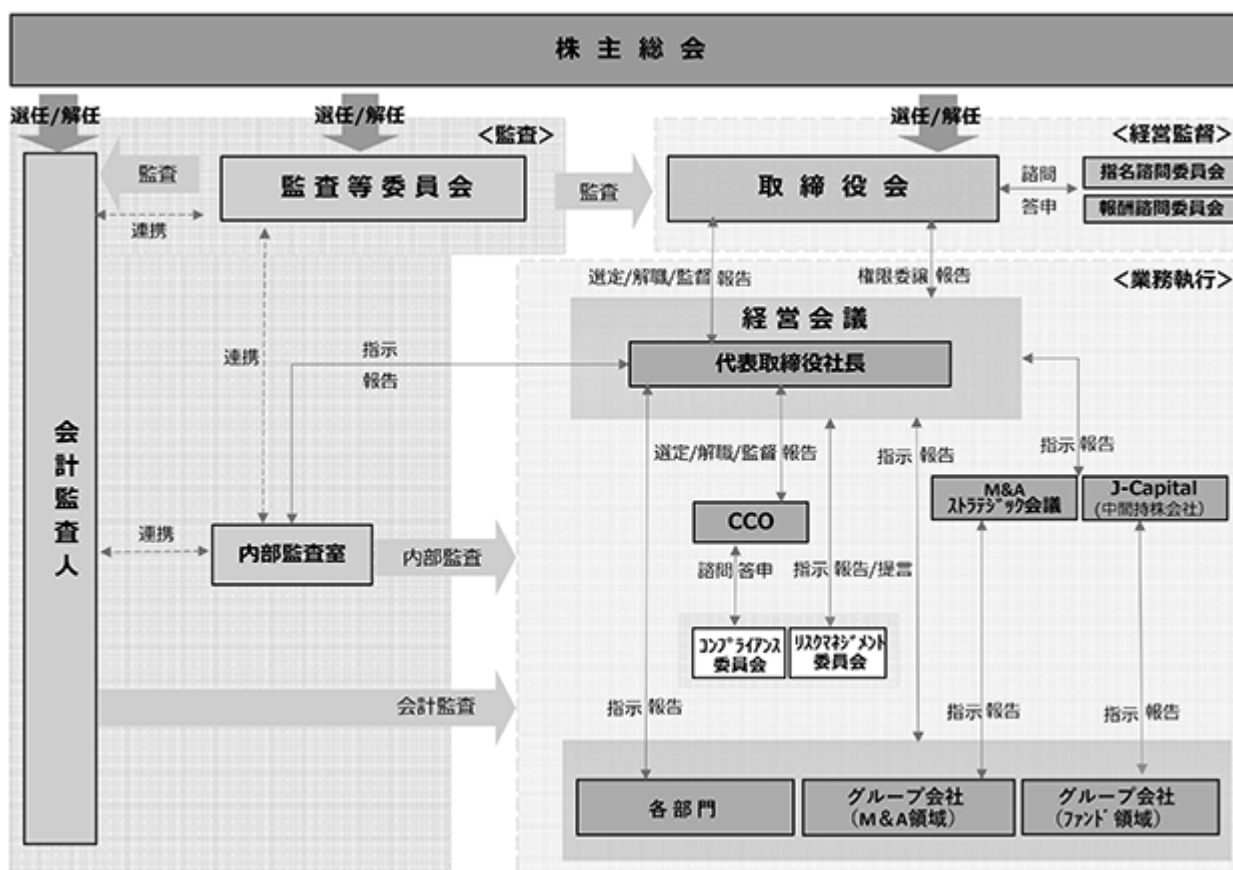 株主総会
選任/解任
選任/解任
選任/解任
<監査>
<経営監督>
監査
監査等委員会
監査
取締役会
諮問
答申
指名諮問委員会
報酬諮問委員会
連携
選定/解職/監督 報告
権限委譲 報告
<業務執行>
経営会議
代表取締役社長
連携
指示
報告
会計監査人
選定/解職/監督 報告
指示 報告
指示 報告
M&A
ストラテジック会議
J-Capital
(中間持株会社)
CCO
連携
内部監査室
内部監査
諮問 答申
指示 報告/提言
コンプライアンス
委員会
リスクマネジメント
委員会
会計監査
指示 報告
指示 報告
指示 報告
各部門
グループ会社
(M&A領域)
グループ会社
(ファンド領域)